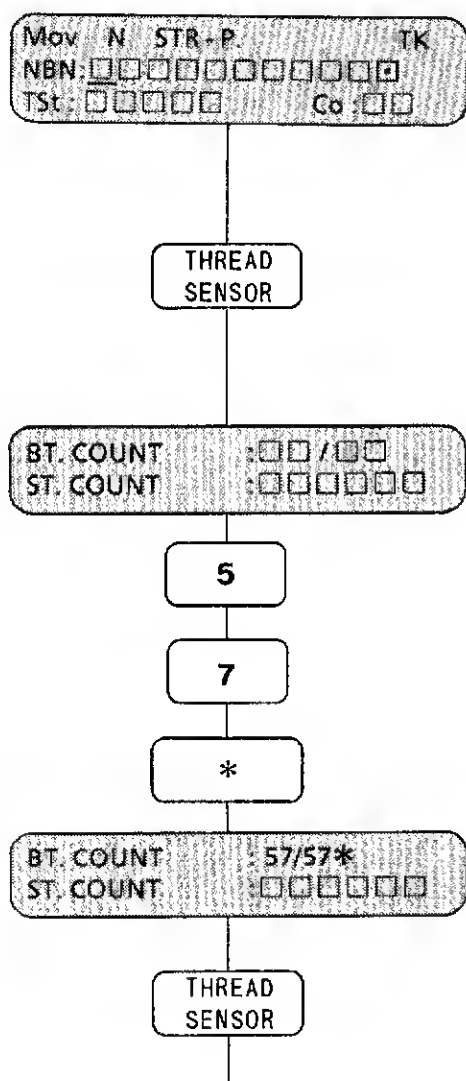 Mov N STR-P. TK
NBN:□□□□□□□□□□⊡
TSt:□□□□□ Co:□□
THREAD
SENSOR
BT. COUNT :□□/□□
ST. COUNT :□□□□□□
5
7
*
BT. COUNT : 57/57*
ST. COUNT :□□□□□□
THREAD
SENSOR